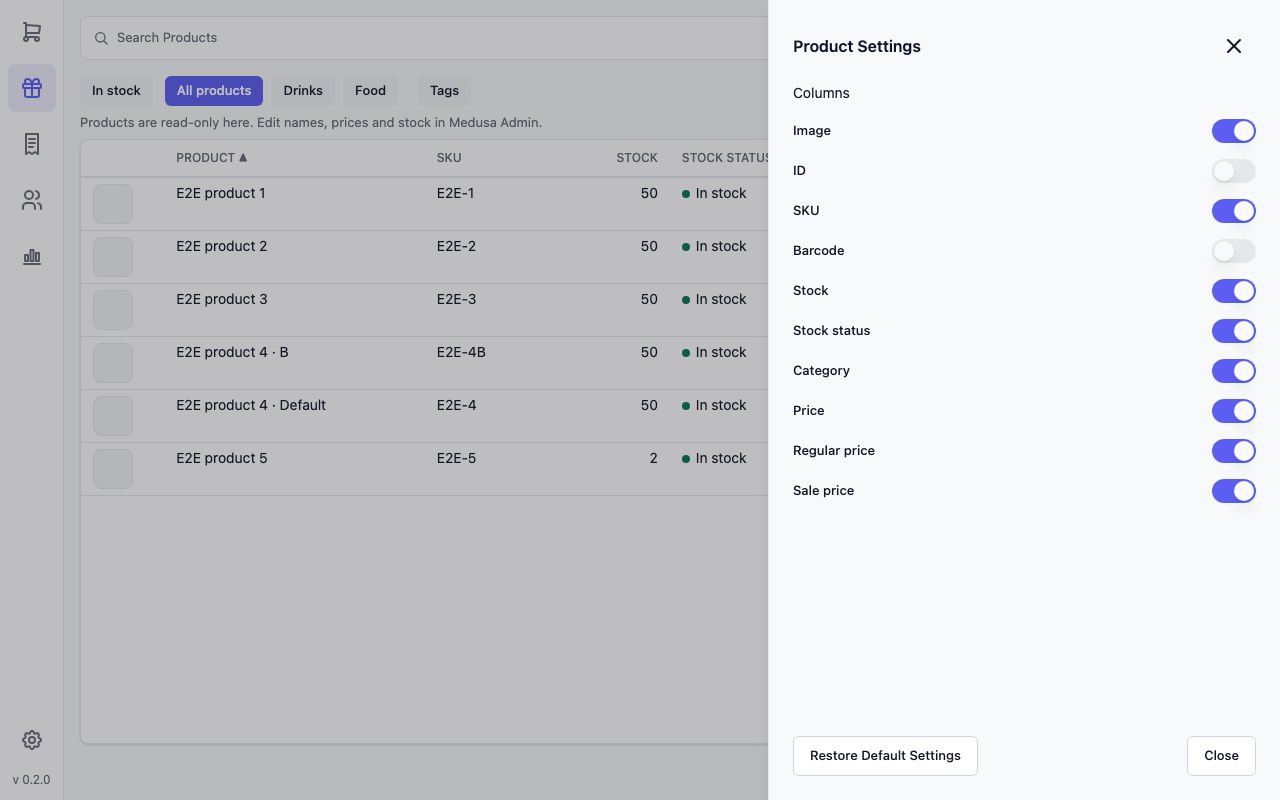 Search Products
In stock
All products
Drinks
Food
Tags
Products are read-only here. Edit names, prices and stock in Medusa Admin.
PRODUCT ▲ SKU STOCK STOCK STATUS
E2E product 1 E2E-1 50 In stock
E2E product 2 E2E-2 50 In stock
E2E product 3 E2E-3 50 In stock
E2E product 4 · B E2E-4B 50 In stock
E2E product 4 · Default E2E-4 50 In stock
E2E product 5 E2E-5 2 In stock
v 0.2.0
Product Settings
Columns
Image
ID
SKU
Barcode
Stock
Stock status
Category
Price
Regular price
Sale price
Restore Default Settings
Close